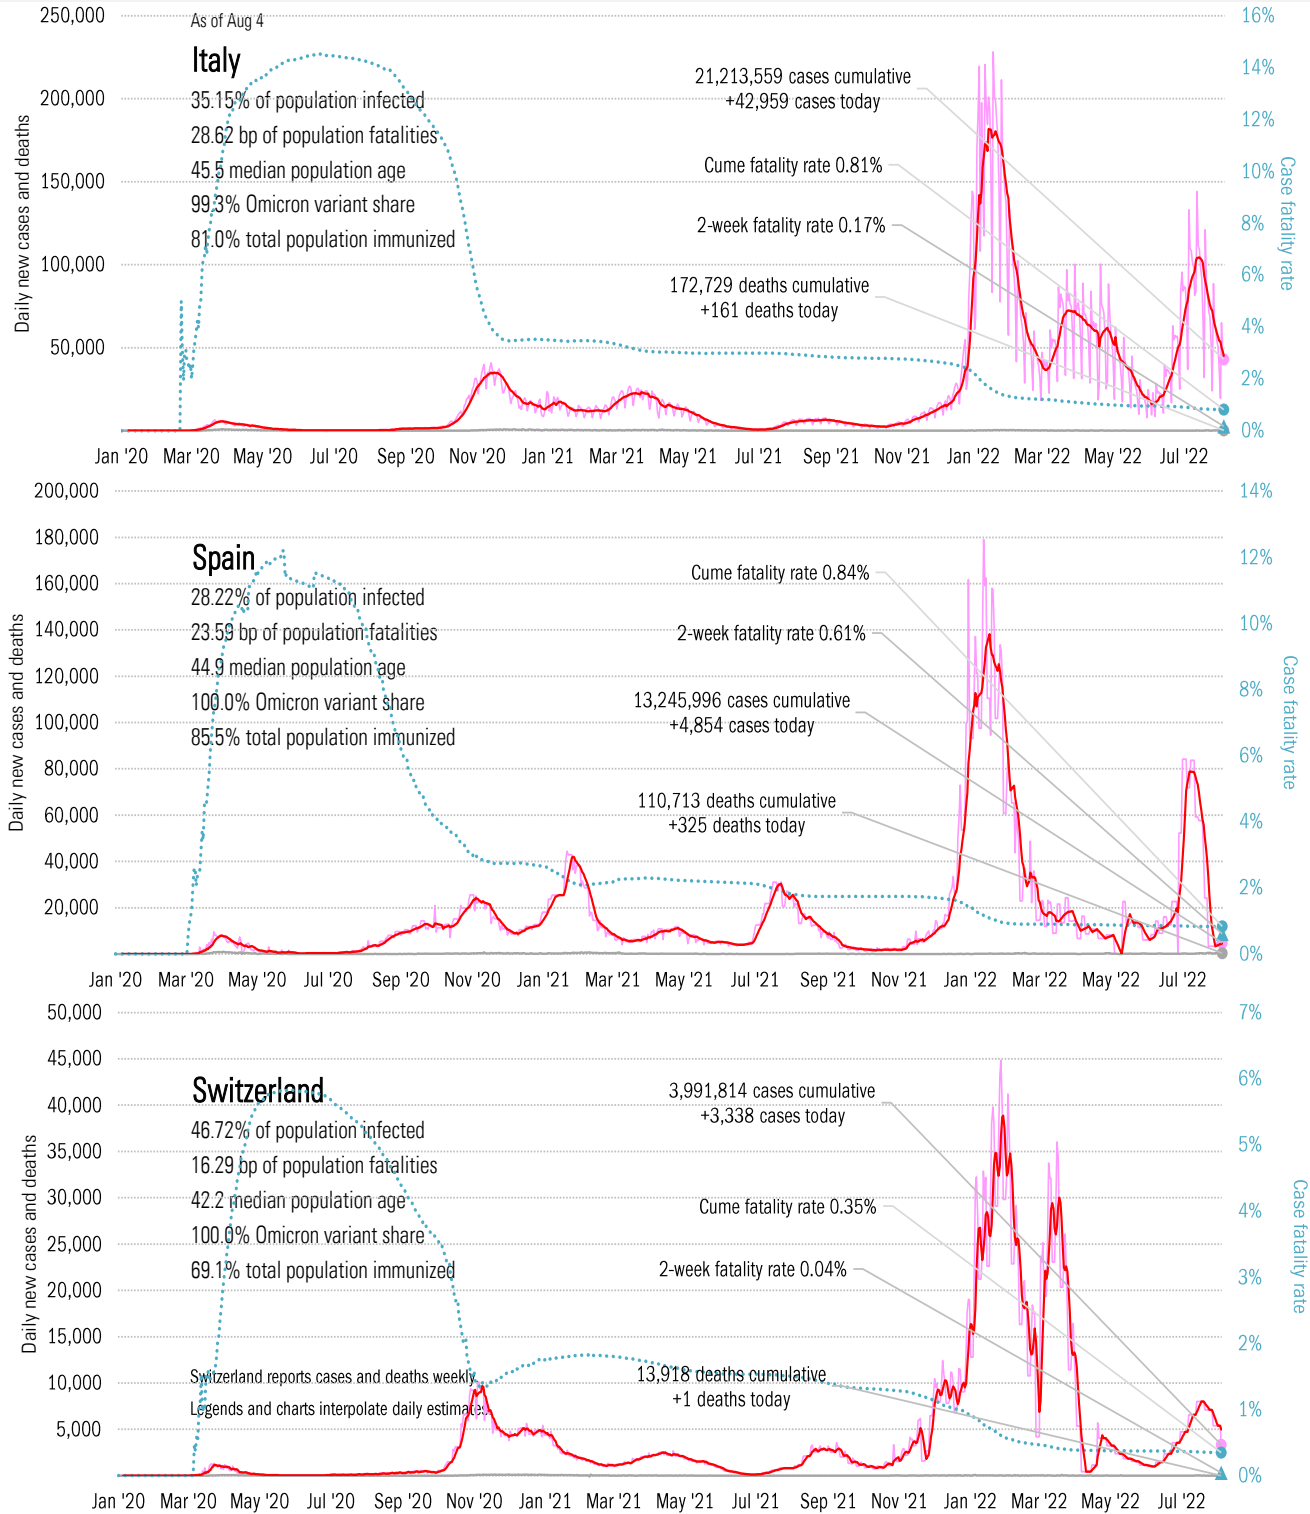 250,000
As of Aug 4
16%
Italy
14%
35.15% of population infected
21,213,559 cases cumulative
+42,959 cases today
200,000
12%
28.62 bp of population fatalities
45.5 median population age
Cume fatality rate 0.81%
150,000
10%
99.3% Omicron variant share
2-week fatality rate 0.17%
8%
81.0% total population immunized
100,000
6%
172,729 deaths cumulative
+161 deaths today
4%
50,000
2%
0%
Daily new cases and deaths
Case fatality rate
Jan '20 Mar '20 May '20 Jul '20 Sep '20 Nov '20 Jan '21 Mar '21 May '21 Jul '21 Sep '21 Nov '21 Jan '22 Mar '22 May '22 Jul '22
200,000
14%
180,000
Spain
12%
160,000
Cume fatality rate 0.84%
28.22% of population infected
140,000
10%
23.59 bp of population fatalities
2-week fatality rate 0.61%
120,000
44.9 median population age
8%
100.0% Omicron variant share
13,245,996 cases cumulative
+4,854 cases today
100,000
85.5% total population immunized
80,000
6%
110,713 deaths cumulative
+325 deaths today
60,000
4%
40,000
2%
20,000
0%
Daily new cases and deaths
Case fatality rate
Jan '20 Mar '20 May '20 Jul '20 Sep '20 Nov '20 Jan '21 Mar '21 May '21 Jul '21 Sep '21 Nov '21 Jan '22 Mar '22 May '22 Jul '22
50,000
7%
45,000
6%
Switzerland
3,991,814 cases cumulative
+3,338 cases today
40,000
46.72% of population infected
35,000
5%
16.29 bp of population fatalities
42.2 median population age
Cume fatality rate 0.35%
30,000
4%
100.0% Omicron variant share
25,000
69.1% total population immunized
2-week fatality rate 0.04%
3%
20,000
15,000
2%
Switzerland reports cases and deaths weekly.
13,918 deaths cumulative
+1 deaths today
10,000
Legends and charts interpolate daily estimates.
1%
5,000
0%
Daily new cases and deaths
Case fatality rate
Jan '20 Mar '20 May '20 Jul '20 Sep '20 Nov '20 Jan '21 Mar '21 May '21 Jul '21 Sep '21 Nov '21 Jan '22 Mar '22 May '22 Jul '22